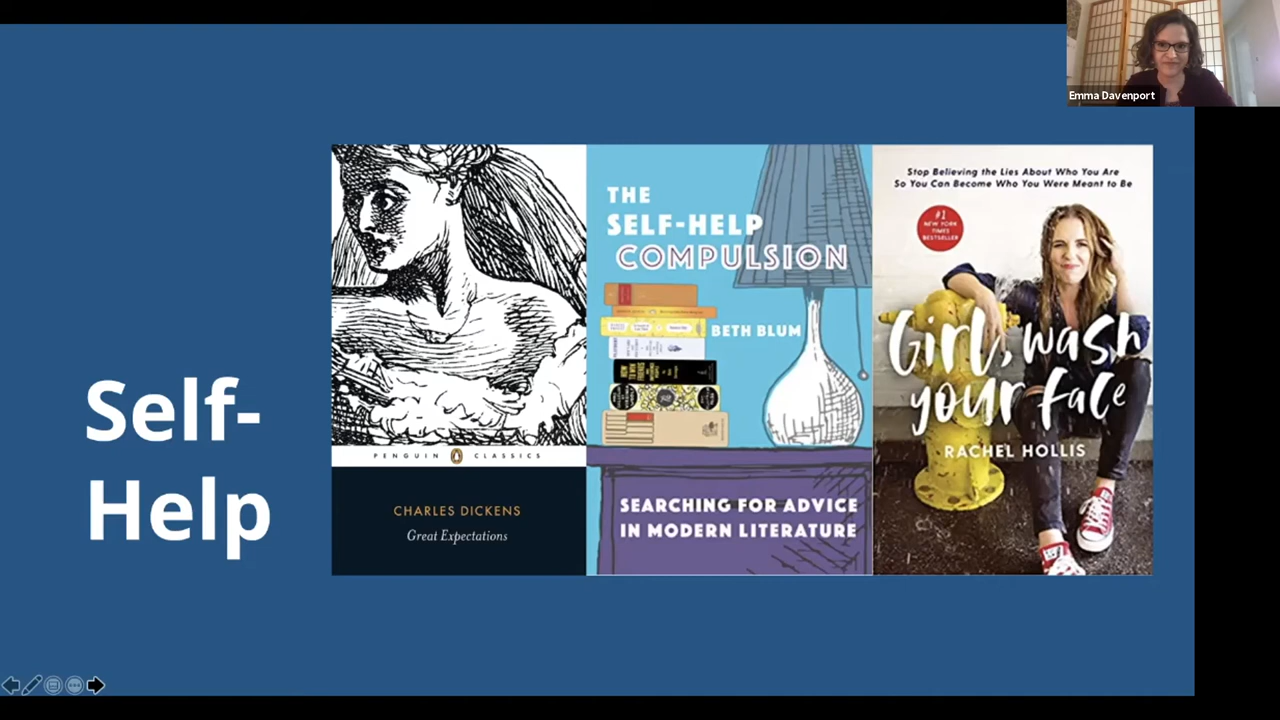 Emma Davenport
Self-
Help
PENGUIN CLASSICS
CHARLES DICKENS
Great Expectations
THE
SELF-HELP
COMPULSION
BETH BLUM
SEARCHING FOR ADVICE
IN MODERN LITERATURE
Stop Believing the Lies About Who You Are
So You Can Become Who You Were Meant to Be
#1
NEW YORK
TIMES
BESTSELLER
Girl, wash
your face
RACHEL HOLLIS